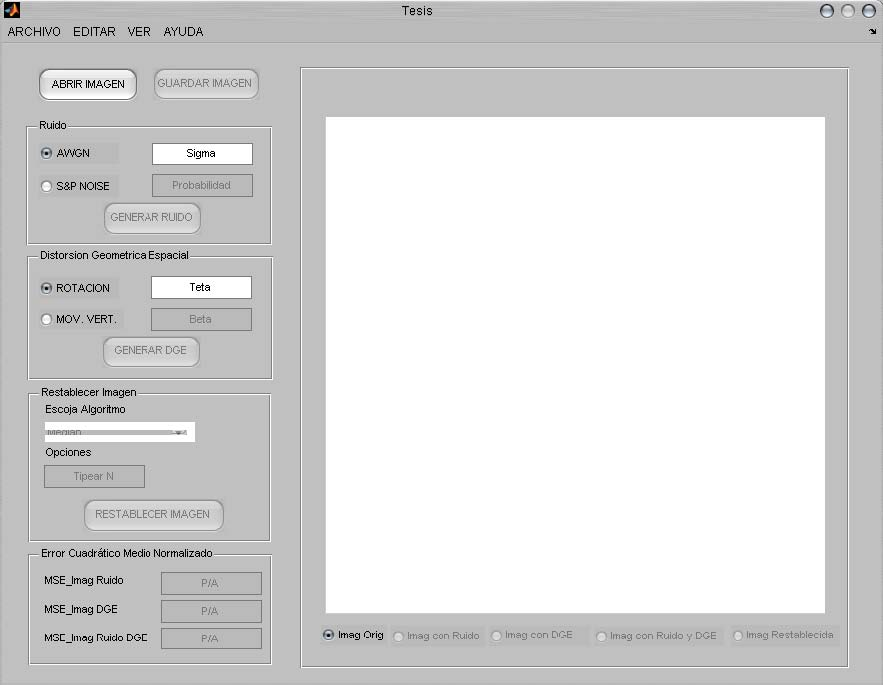 Tesis
ARCHIVO EDITAR VER AYUDA
ABRIR IMAGEN GUARDAR IMAGEN
Ruido
AWGN Sigma
S&P NOISE Probabilidad
GENERAR RUIDO
Distorsion Geometrica Espacial
ROTACION Teta
MOV. VERT. Beta
GENERAR DGE
Restablecer Imagen
Escoja Algoritmo
Median
Opciones
Tipear N
RESTABLECER IMAGEN
Error Cuadrático Medio Normalizado
MSE_Imag Ruido P/A
MSE_Imag DGE P/A
MSE_Imag Ruido DGE P/A
Imag Orig Imag con Ruido Imag con DGE Imag con Ruido y DGE Imag Restablecida